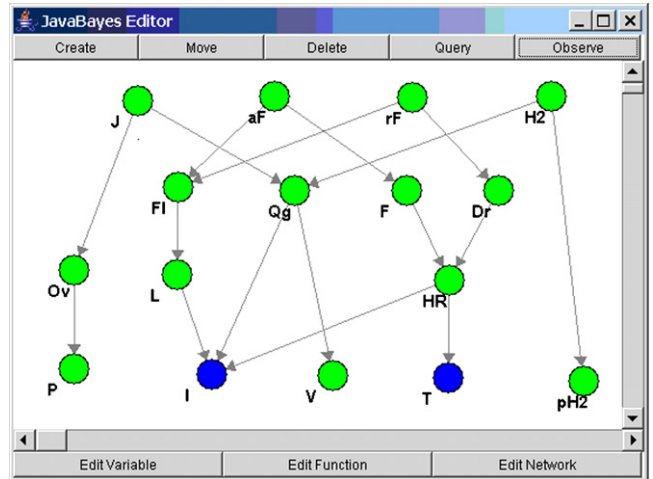 JavaBayes Editor
Create Move Delete Query Observe
J aF rF H2
Fl Qg F Dr
Ov L HR
P I V T pH2
Edit Variable Edit Function Edit Network